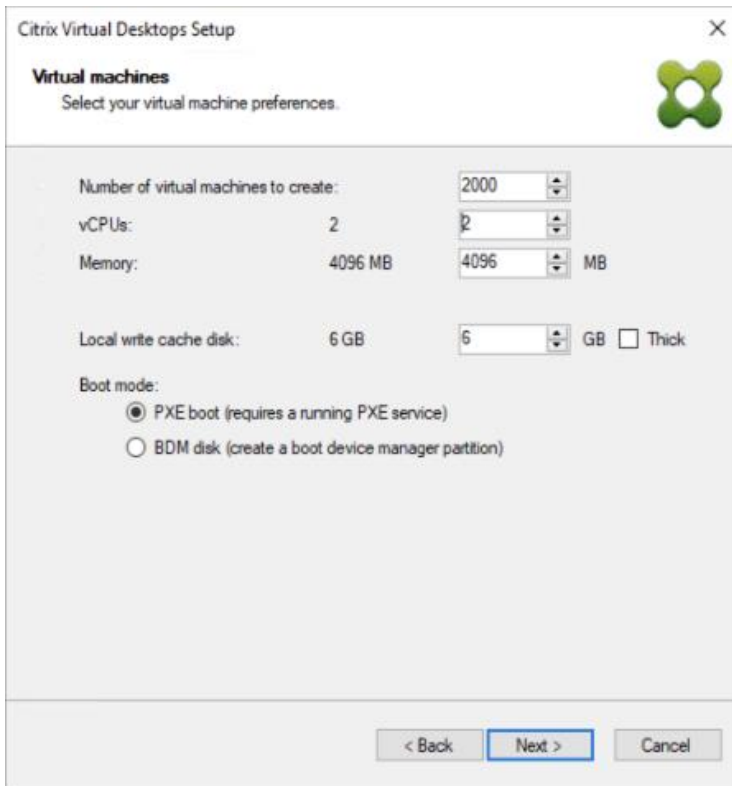 Citrix Virtual Desktops Setup
Virtual machines
Select your virtual machine preferences.
Number of virtual machines to create: 2000
vCPUs: 2 2
Memory: 4096 MB 4096 MB
Local write cache disk: 6 GB 6 GB Thick
Boot mode:
PXE boot (requires a running PXE service)
BDM disk (create a boot device manager partition)
< Back Next > Cancel